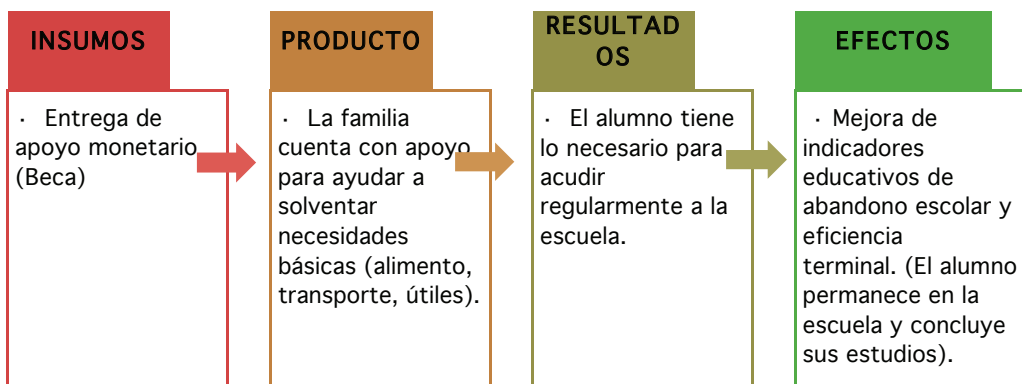 INSUMOS
· Entrega de
apoyo monetario
(Beca)
PRODUCTO
· La familia
cuenta con apoyo
para ayudar a
solventar
necesidades
básicas (alimento,
transporte, útiles).
RESULTAD
OS
· El alumno tiene
lo necesario para
acudir
regularmente a la
escuela.
EFECTOS
· Mejora de
indicadores
educativos de
abandono escolar y
eficiencia
terminal. (El alumno
permanece en la
escuela y concluye
sus estudios).